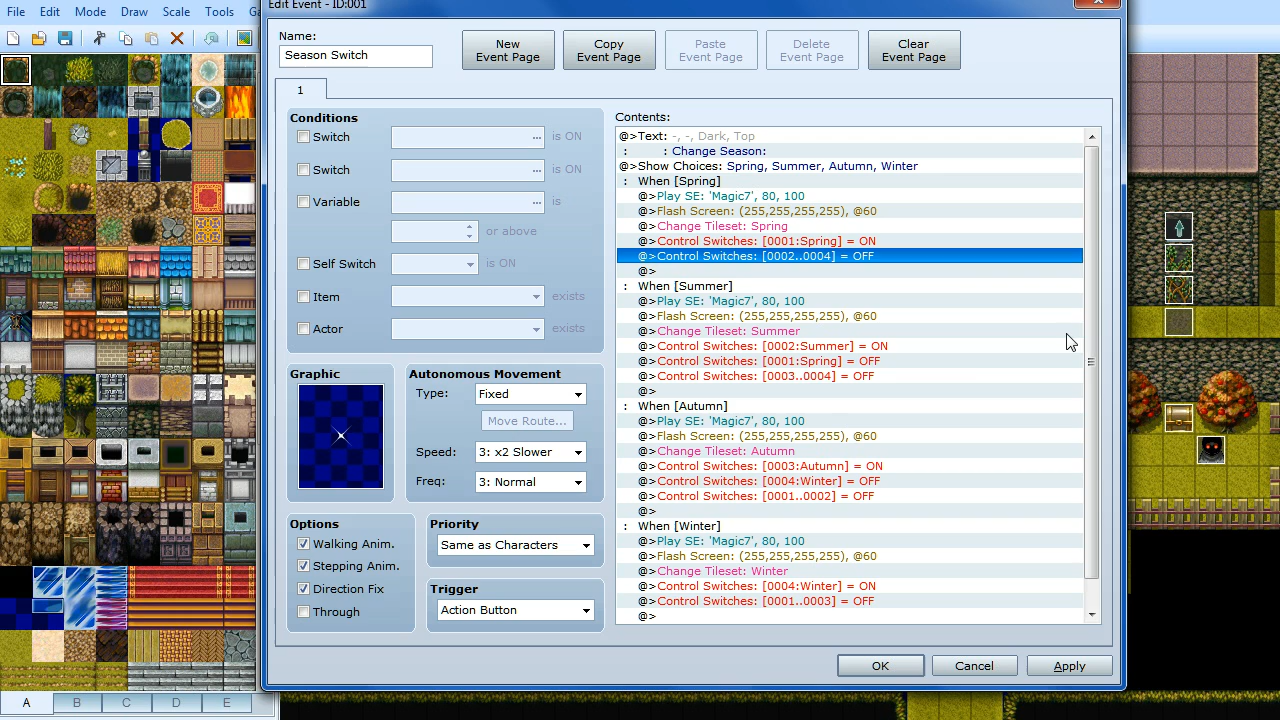 Edit Event - ID:001
File Edit Mode Draw Scale Tools
Name:
Season Switch
New Event Page
Copy Event Page
Paste Event Page
Delete Event Page
Clear Event Page
1
Conditions
Switch ... is ON
Switch ... is ON
Variable ... is
or above
Self Switch is ON
Item exists
Actor exists
Graphic
Autonomous Movement
Type: Fixed
Move Route...
Speed: 3: x2 Slower
Freq: 3: Normal
Options
Walking Anim.
Stepping Anim.
Direction Fix
Through
Priority
Same as Characters
Trigger
Action Button
Contents:
@>Text: -, -, Dark, Top
: : Change Season:
@>Show Choices: Spring, Summer, Autumn, Winter
: When [Spring]
@>Play SE: 'Magic7', 80, 100
@>Flash Screen: (255,255,255,255), @60
@>Change Tileset: Spring
@>Control Switches: [0001:Spring] = ON
@>Control Switches: [0002..0004] = OFF
@>
: When [Summer]
@>Play SE: 'Magic7', 80, 100
@>Flash Screen: (255,255,255,255), @60
@>Change Tileset: Summer
@>Control Switches: [0002:Summer] = ON
@>Control Switches: [0001:Spring] = OFF
@>Control Switches: [0003..0004] = OFF
@>
: When [Autumn]
@>Play SE: 'Magic7', 80, 100
@>Flash Screen: (255,255,255,255), @60
@>Change Tileset: Autumn
@>Control Switches: [0003:Autumn] = ON
@>Control Switches: [0004:Winter] = OFF
@>Control Switches: [0001..0002] = OFF
@>
: When [Winter]
@>Play SE: 'Magic7', 80, 100
@>Flash Screen: (255,255,255,255), @60
@>Change Tileset: Winter
@>Control Switches: [0004:Winter] = ON
@>Control Switches: [0001..0003] = OFF
@>
OK Cancel Apply
A B C D E